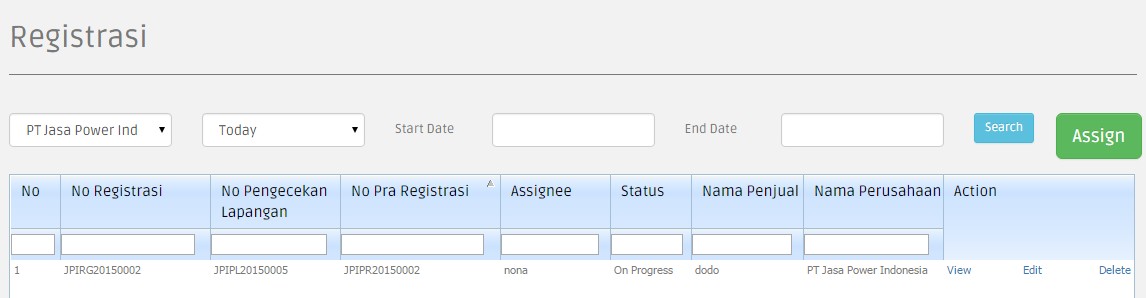 Registrasi
PT Jasa Power Ind Today Start Date End Date Search Assign
No No Registrasi No Pengecekan Lapangan No Pra Registrasi Assignee Status Nama Penjual Nama Perusahaan Action
1 JPIRG20150002 JPIPL20150005 JPIPR20150002 nona On Progress dodo PT Jasa Power Indonesia View Edit Delete